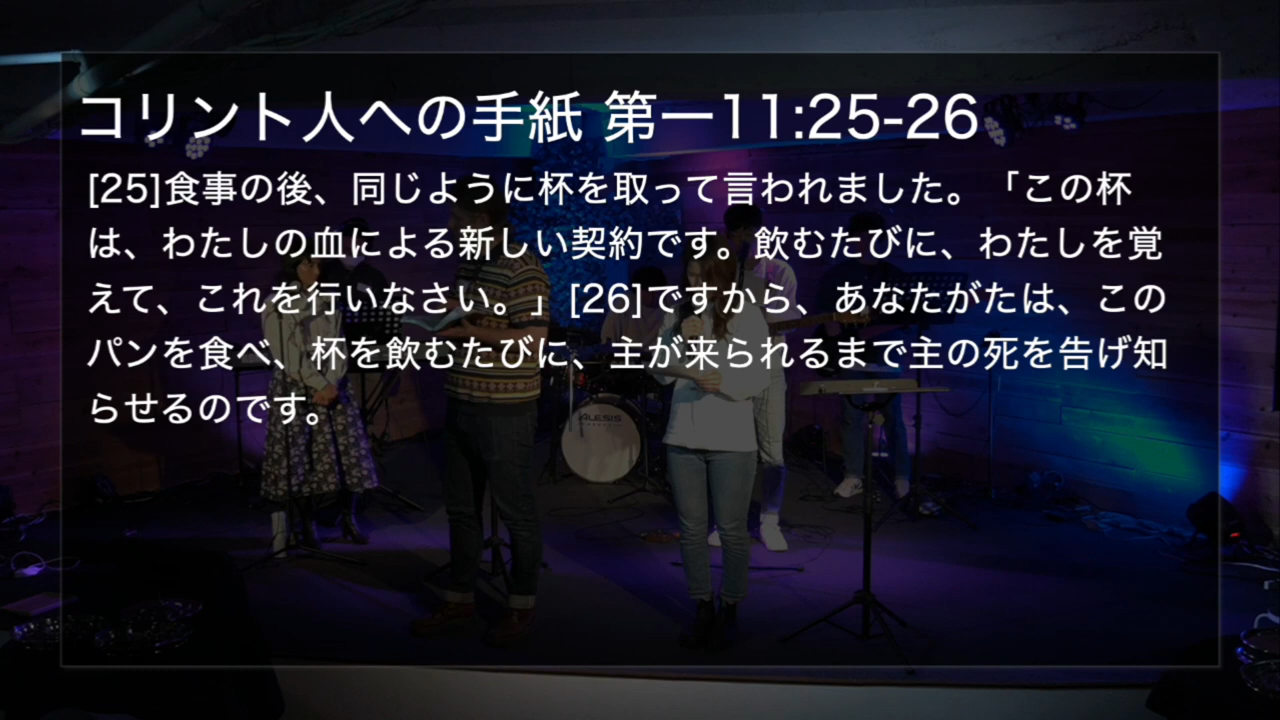 コリント人への手紙 第一11:25-26
[25]食事の後、同じように杯を取って言われました。「この杯
は、わたしの血による新しい契約です。飲むたびに、わたしを覚
えて、これを行いなさい。」[26]ですから、あなたがたは、この
パンを食べ、杯を飲むたびに、主が来られるまで主の死を告げ知
らせるのです。
ALESIS